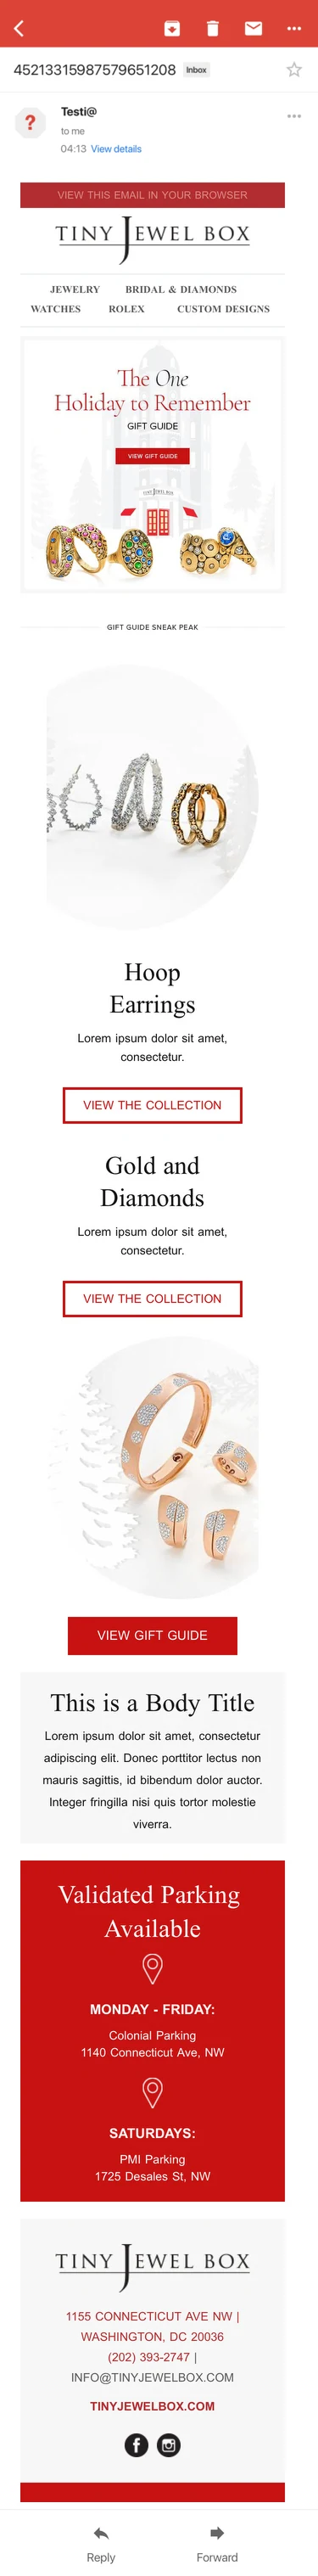 45213315987579651208 Inbox
?
Testi@
to me
04:13 View details
VIEW THIS EMAIL IN YOUR BROWSER
TINY JEWEL BOX
JEWELRY BRIDAL & DIAMONDS
WATCHES ROLEX CUSTOM DESIGNS
The One
Holiday to Remember
GIFT GUIDE
VIEW GIFT GUIDE
TINY JEWEL BOX
GIFT GUIDE SNEAK PEAK
Hoop
Earrings
Lorem ipsum dolor sit amet,
consectetur.
VIEW THE COLLECTION
Gold and
Diamonds
Lorem ipsum dolor sit amet,
consectetur.
VIEW THE COLLECTION
VIEW GIFT GUIDE
This is a Body Title
Lorem ipsum dolor sit amet, consectetur
adipiscing elit. Donec porttitor lectus non
mauris sagittis, id bibendum dolor auctor.
Integer fringilla nisi quis tortor molestie
viverra.
Validated Parking
Available
MONDAY - FRIDAY:
Colonial Parking
1140 Connecticut Ave, NW
SATURDAYS:
PMI Parking
1725 Desales St, NW
TINY JEWEL BOX
1155 CONNECTICUT AVE NW |
WASHINGTON, DC 20036
(202) 393-2747 |
INFO@TINYJEWELBOX.COM
TINYJEWELBOX.COM
Reply Forward